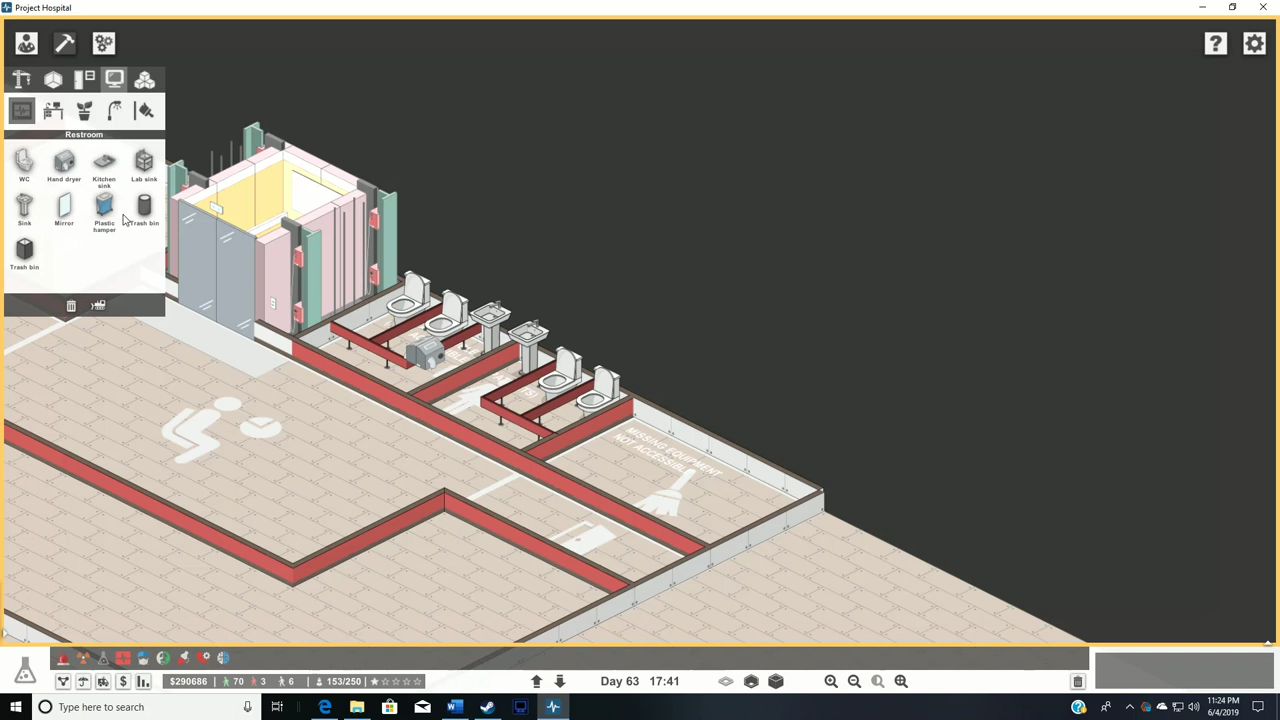 Project Hospital
Restroom
WC
Hand dryer
Kitchen sink
Lab sink
Sink
Mirror
Plastic hamper
Trash bin
Trash bin
MISSING EQUIPMENT
NOT ACCESSIBLE
$290686
70
3
6
153/250
Day 63
17:41
Type here to search
11:24 PM
6/4/2019